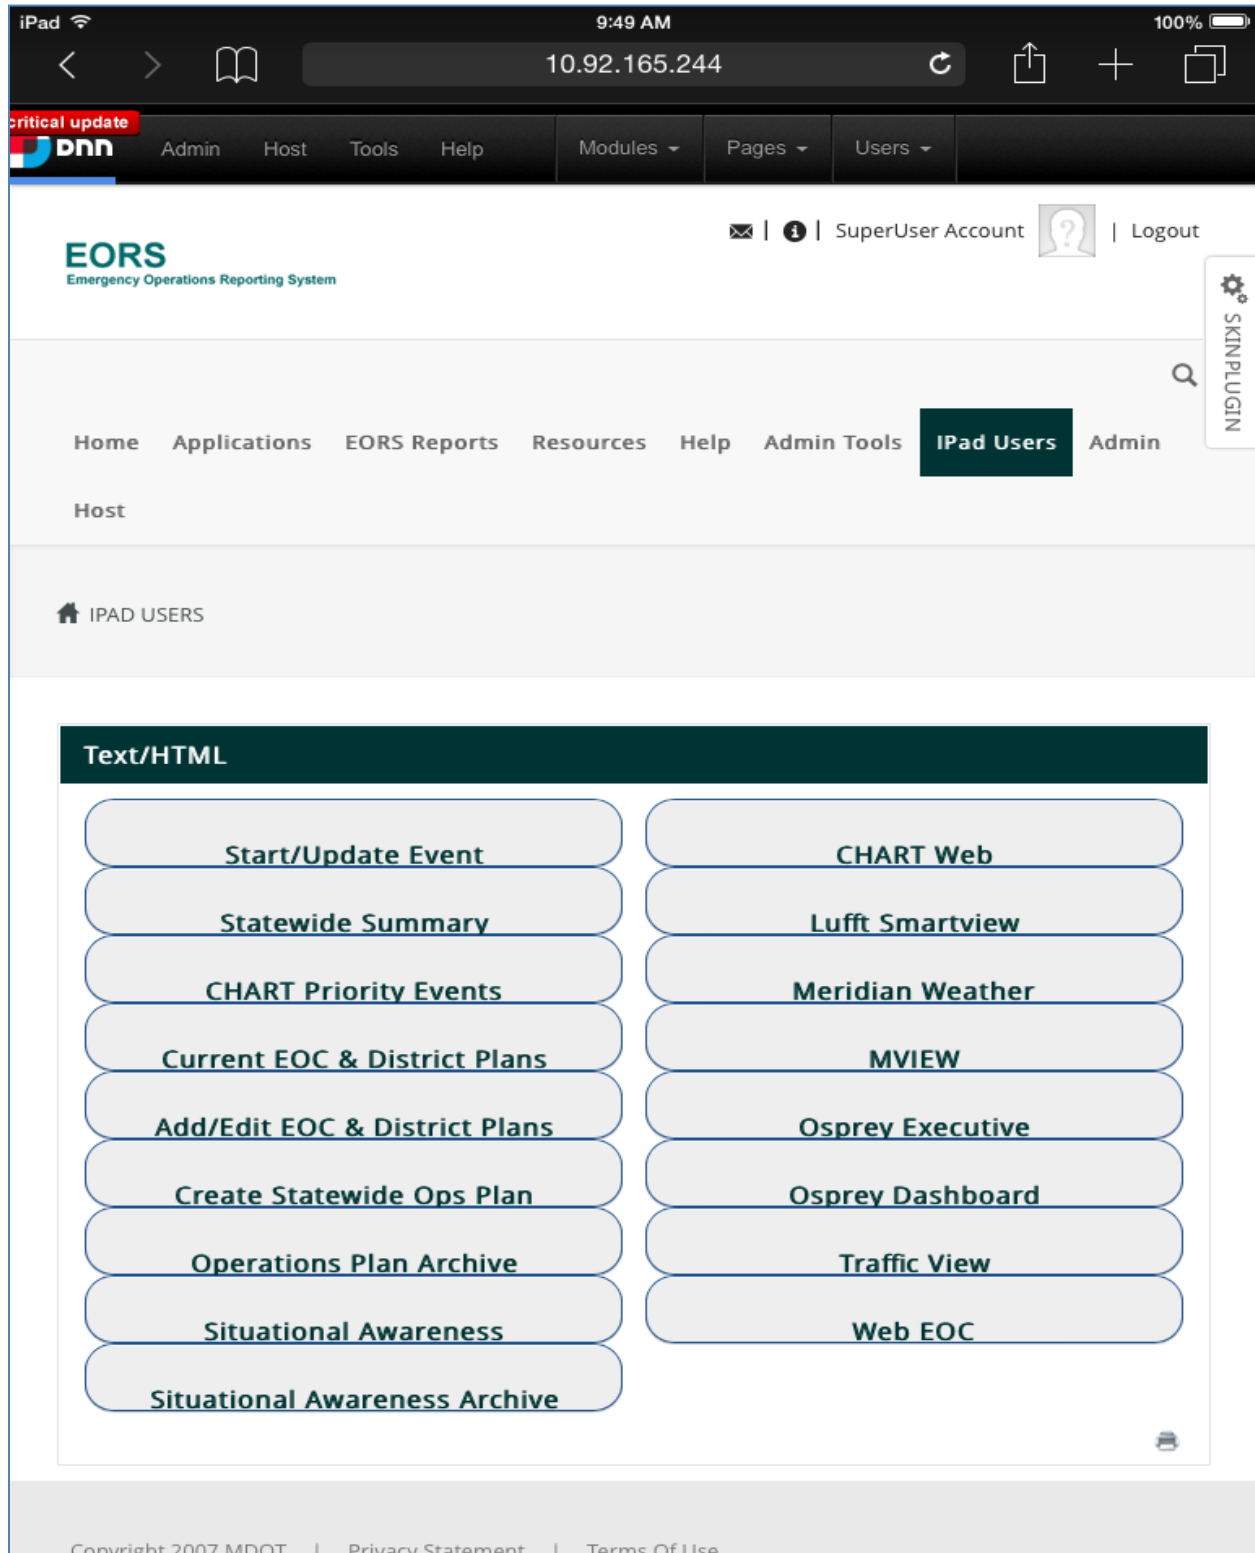 iPad 9:49 AM 100%
10.92.165.244
critical update
DNN Admin Host Tools Help Modules Pages Users
SuperUser Account | Logout
EORS
Emergency Operations Reporting System
SKINPLUGIN
Home Applications EORS Reports Resources Help Admin Tools IPad Users Admin
Host
IPAD USERS
Text/HTML
Start/Update Event CHART Web
Statewide Summary Lufft Smartview
CHART Priority Events Meridian Weather
Current EOC & District Plans MVIEW
Add/Edit EOC & District Plans Osprey Executive
Create Statewide Ops Plan Osprey Dashboard
Operations Plan Archive Traffic View
Situational Awareness Web EOC
Situational Awareness Archive
Copyright 2007 MDOT | Privacy Statement | Terms Of Use